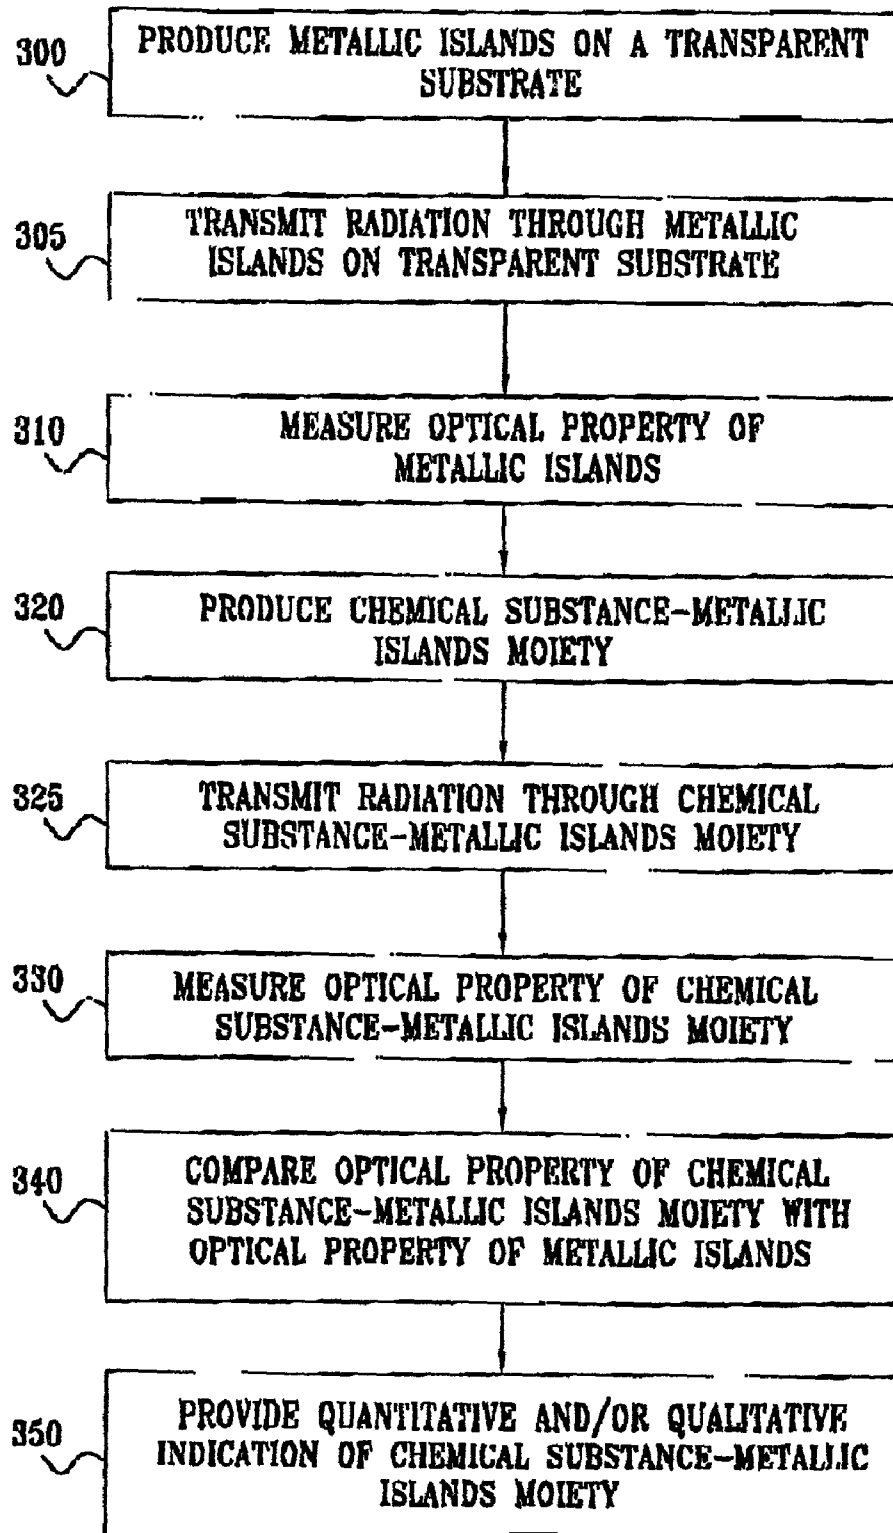 300
PRODUCE METALLIC ISLANDS ON A TRANSPARENT
SUBSTRATE
305
TRANSMIT RADIATION THROUGH METALLIC
ISLANDS ON TRANSPARENT SUBSTRATE
310
MEASURE OPTICAL PROPERTY OF
METALLIC ISLANDS
320
PRODUCE CHEMICAL SUBSTANCE-METALLIC
ISLANDS MOIETY
325
TRANSMIT RADIATION THROUGH CHEMICAL
SUBSTANCE-METALLIC ISLANDS MOIETY
330
MEASURE OPTICAL PROPERTY OF CHEMICAL
SUBSTANCE-METALLIC ISLANDS MOIETY
340
COMPARE OPTICAL PROPERTY OF CHEMICAL
SUBSTANCE-METALLIC ISLANDS MOIETY WITH
OPTICAL PROPERTY OF METALLIC ISLANDS
350
PROVIDE QUANTITATIVE AND/OR QUALITATIVE
INDICATION OF CHEMICAL SUBSTANCE-METALLIC
ISLANDS MOIETY